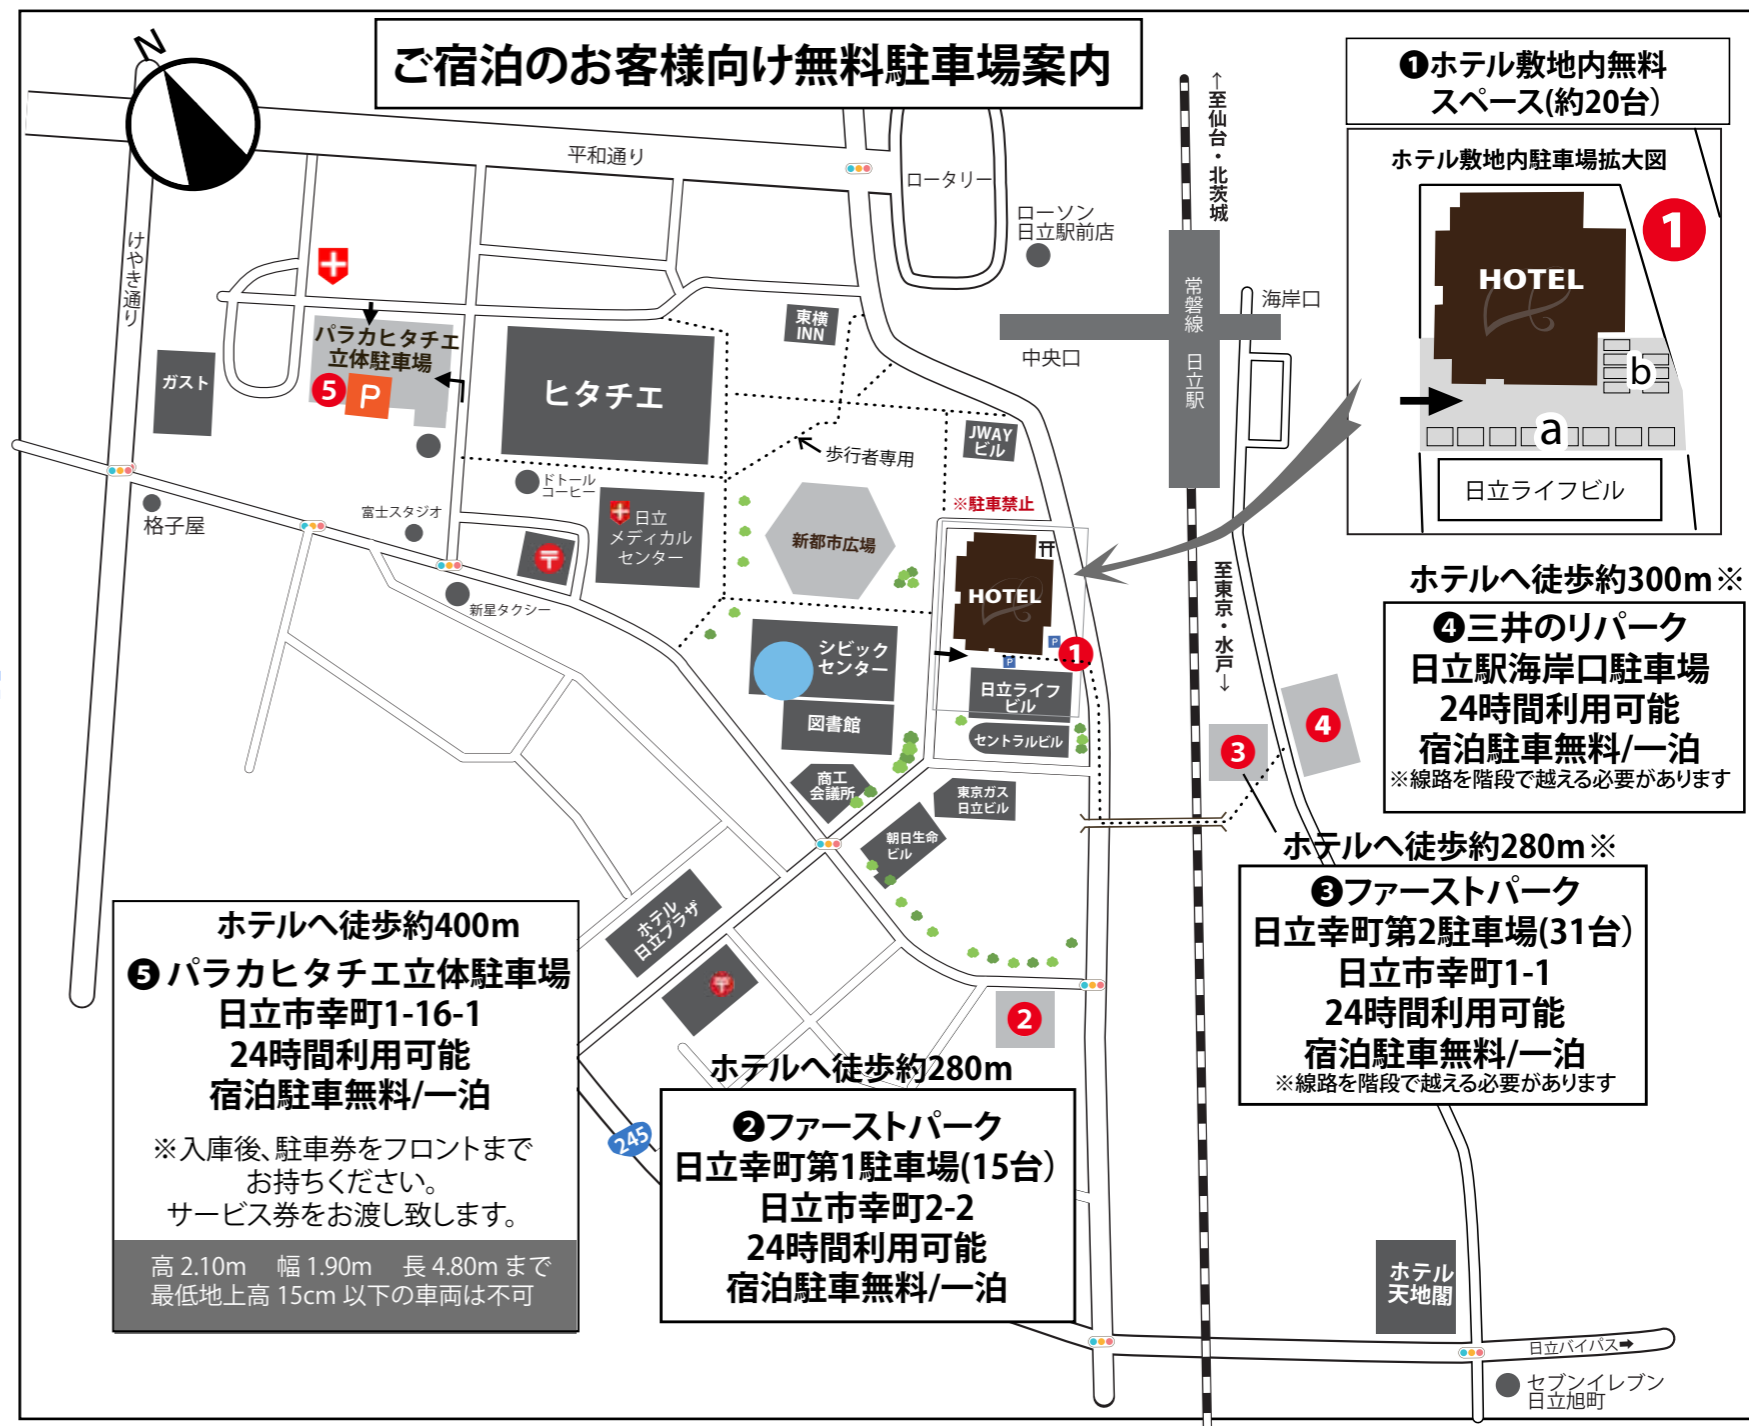 ご宿泊のお客様向け無料駐車場案内
N
平和通り
ロータリー
ローソン
日立駅前店
↑至仙台・北茨城
❶ホテル敷地内無料
スペース(約20台）
ホテル敷地内駐車場拡大図
1
HOTEL
b
a
日立ライフビル
けやき通り
パラカヒタチエ
立体駐車場
5
P
ガスト
ヒタチエ
東横
INN
常磐線 日立駅
海岸口
中央口
JWAY
ビル
歩行者専用
ドトール
コーヒー
格子屋
富士スタジオ
日立
メディカル
センター
新都市広場
※駐車禁止
HOTEL
P
P
1
新星タクシー
シビック
センター
図書館
日立ライフ
ビル
セントラルビル
至東京・水戸↓
商工
会議所
東京ガス
日立ビル
朝日生命
ビル
3
4
ホテルへ徒歩約300m※
❹三井のリパーク
日立駅海岸口駐車場
24時間利用可能
宿泊駐車無料/一泊
※線路を階段で越える必要があります
ホテルへ徒歩約280m※
❸ファーストパーク
日立幸町第2駐車場(31台）
日立市幸町1-1
24時間利用可能
宿泊駐車無料/一泊
※線路を階段で越える必要があります
ホテル
日立プラザ
2
ホテルへ徒歩約400m
❺パラカヒタチエ立体駐車場
日立市幸町1-16-1
24時間利用可能
宿泊駐車無料/一泊
※入庫後、駐車券をフロントまで
お持ちください。
サービス券をお渡し致します。
高 2.10m 幅 1.90m 長 4.80m まで
最低地上高 15cm 以下の車両は不可
245
ホテルへ徒歩約280m
❷ファーストパーク
日立幸町第1駐車場(15台）
日立市幸町2-2
24時間利用可能
宿泊駐車無料/一泊
ホテル
天地閣
日立バイパス➡
セブンイレブン
日立旭町